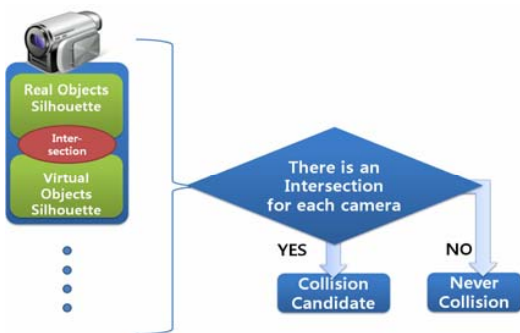 Real Objects
Silhouette
Inter-
section
Virtual
Objects
Silhouette
There is an
Intersection
for each camera
YES
NO
Collision
Candidate
Never
Collision